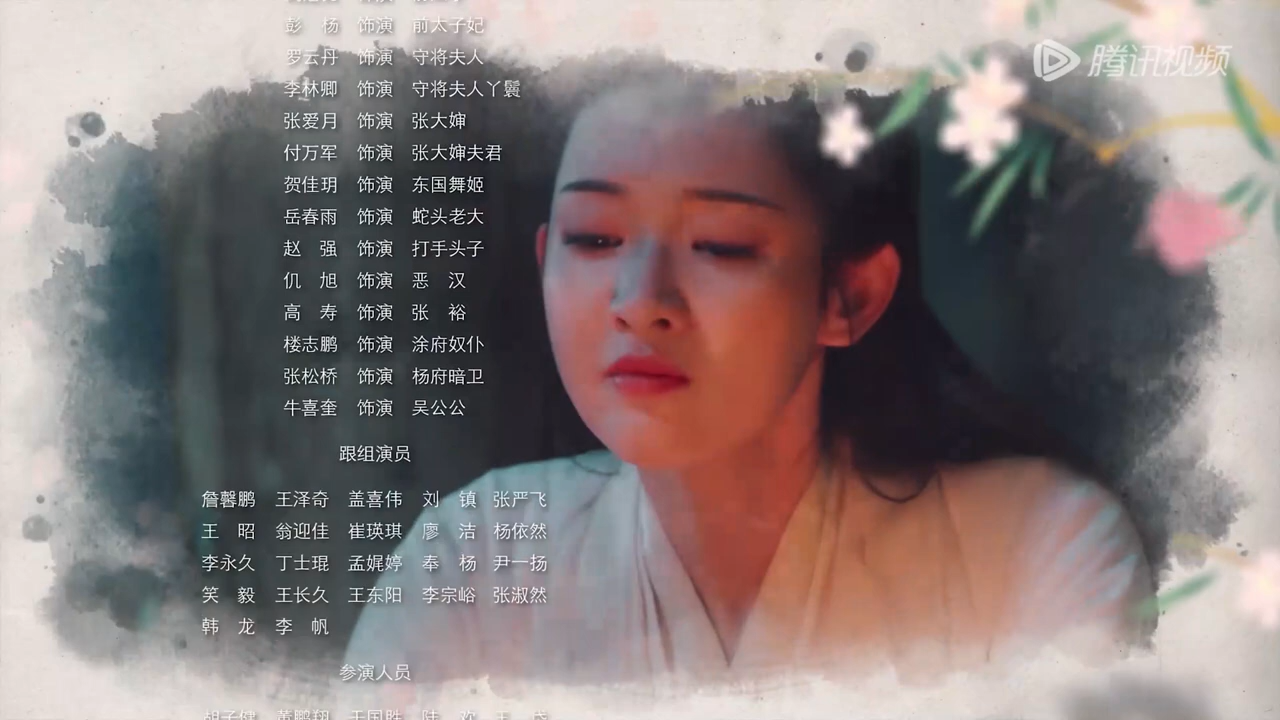 腾讯视频
彭　杨　饰演　前太子妃
罗云丹　饰演　守将夫人
李林卿　饰演　守将夫人丫鬟
张爱月　饰演　张大婶
付万军　饰演　张大婶夫君
贺佳玥　饰演　东国舞姬
岳春雨　饰演　蛇头老大
赵　强　饰演　打手头子
仉　旭　饰演　恶　汉
高　寿　饰演　张　裕
楼志鹏　饰演　涂府奴仆
张松桥　饰演　杨府暗卫
牛喜奎　饰演　吴公公
跟组演员
詹磬鹏　王泽奇　盖喜伟　刘　镇　张严飞
王　昭　翁迎佳　崔瑛琪　廖　洁　杨依然
李永久　丁士琨　孟娓婷　奉　杨　尹一扬
笑　毅　王长久　王东阳　李宗峪　张淑然
韩　龙　李　帆
参演人员